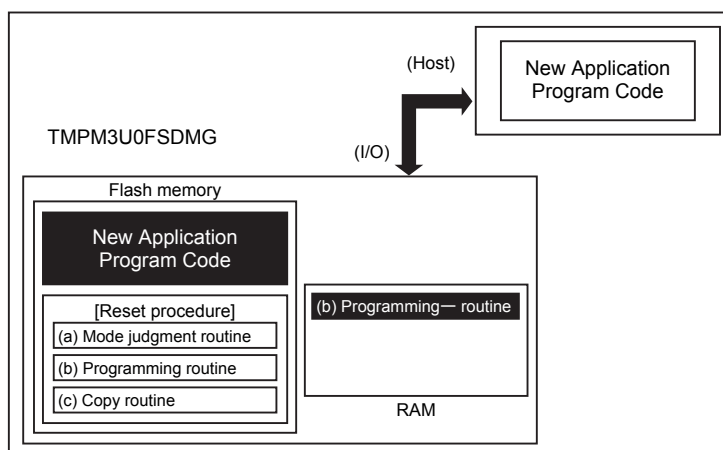 (Host)
New Application
Program Code
TMPM3U0FSDMG
(I/O)
Flash memory
New Application
Program Code
[Reset procedure]
(a) Mode judgment routine
(b) Programming routine
(c) Copy routine
(b) Programming— routine
RAM